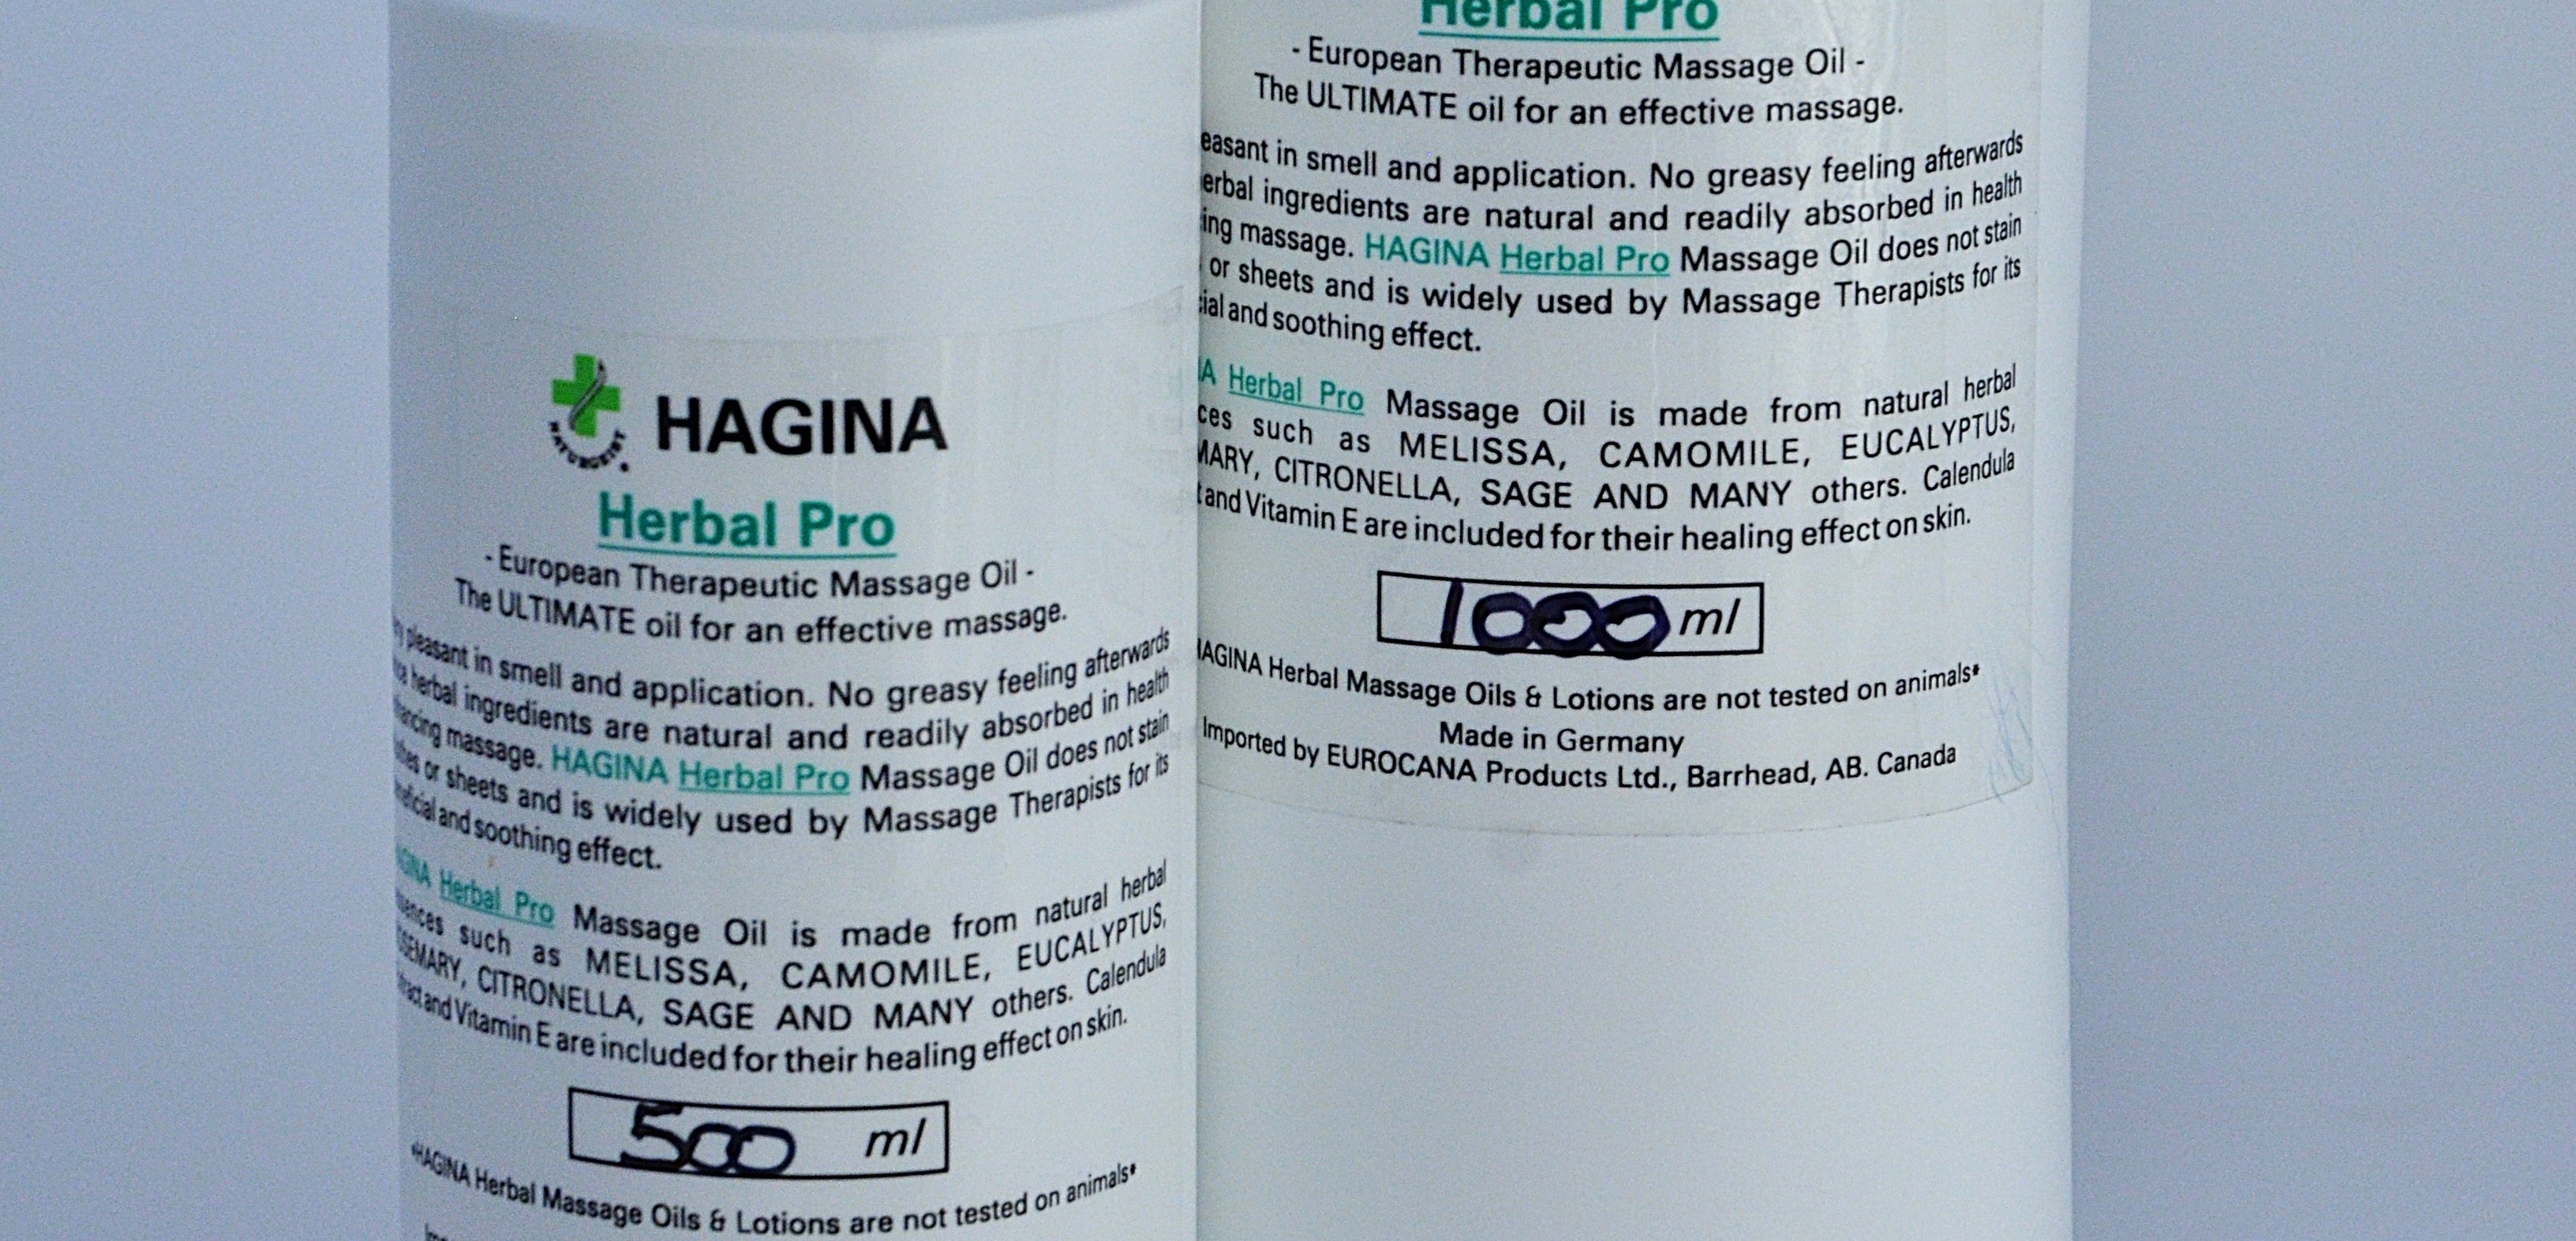 HAGINA
NATURGEIST
Herbal Pro
- European Therapeutic Massage Oil -
The ULTIMATE oil for an effective massage.
pleasant in smell and application. No greasy feeling afterwards
herbal ingredients are natural and readily absorbed in health
massage. HAGINA Herbal Pro Massage Oil does not stain
or sheets and is widely used by Massage Therapists for its
and soothing effect.
Herbal Pro Massage Oil is made from natural herbal
such as MELISSA, CAMOMILE, EUCALYPTUS,
CITRONELLA, SAGE AND MANY others. Calendula
and Vitamin E are included for their healing effect on skin.
500 ml
*HAGINA Herbal Massage Oils & Lotions are not tested on animals*
Herbal Pro
- European Therapeutic Massage Oil -
The ULTIMATE oil for an effective massage.
easant in smell and application. No greasy feeling afterwards
erbal ingredients are natural and readily absorbed in health
ing massage. HAGINA Herbal Pro Massage Oil does not stain
or sheets and is widely used by Massage Therapists for its
ial and soothing effect.
A Herbal Pro Massage Oil is made from natural herbal
ces such as MELISSA, CAMOMILE, EUCALYPTUS,
MARY, CITRONELLA, SAGE AND MANY others. Calendula
and Vitamin E are included for their healing effect on skin.
1000 ml
HAGINA Herbal Massage Oils & Lotions are not tested on animals*
Made in Germany
Imported by EUROCANA Products Ltd., Barrhead, AB. Canada